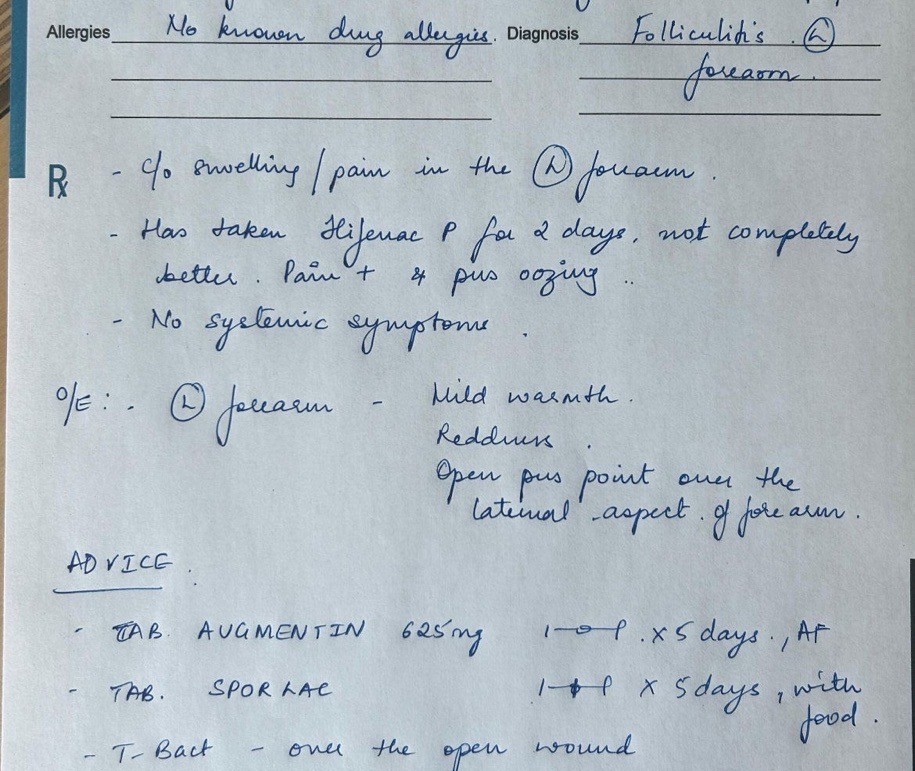 Allergies No known drug allergies. Diagnosis Folliculitis. (L)
forearm.
Rx - c/o swelling / pain in the (L) forearm.
- Has taken Hifenac P for 2 days, not completely
better. Pain + & pus oozing..
- No systemic symptoms.
O/E:- (L) forearm - Mild warmth.
Redness.
Open pus point over the
lateral aspect of forearm.
ADVICE.
- TAB. AUGMENTIN 625mg 1-0-1 x 5 days., AF
- TAB. SPORLAC x 5 days, with
food.
- T-Bact - over the open wound